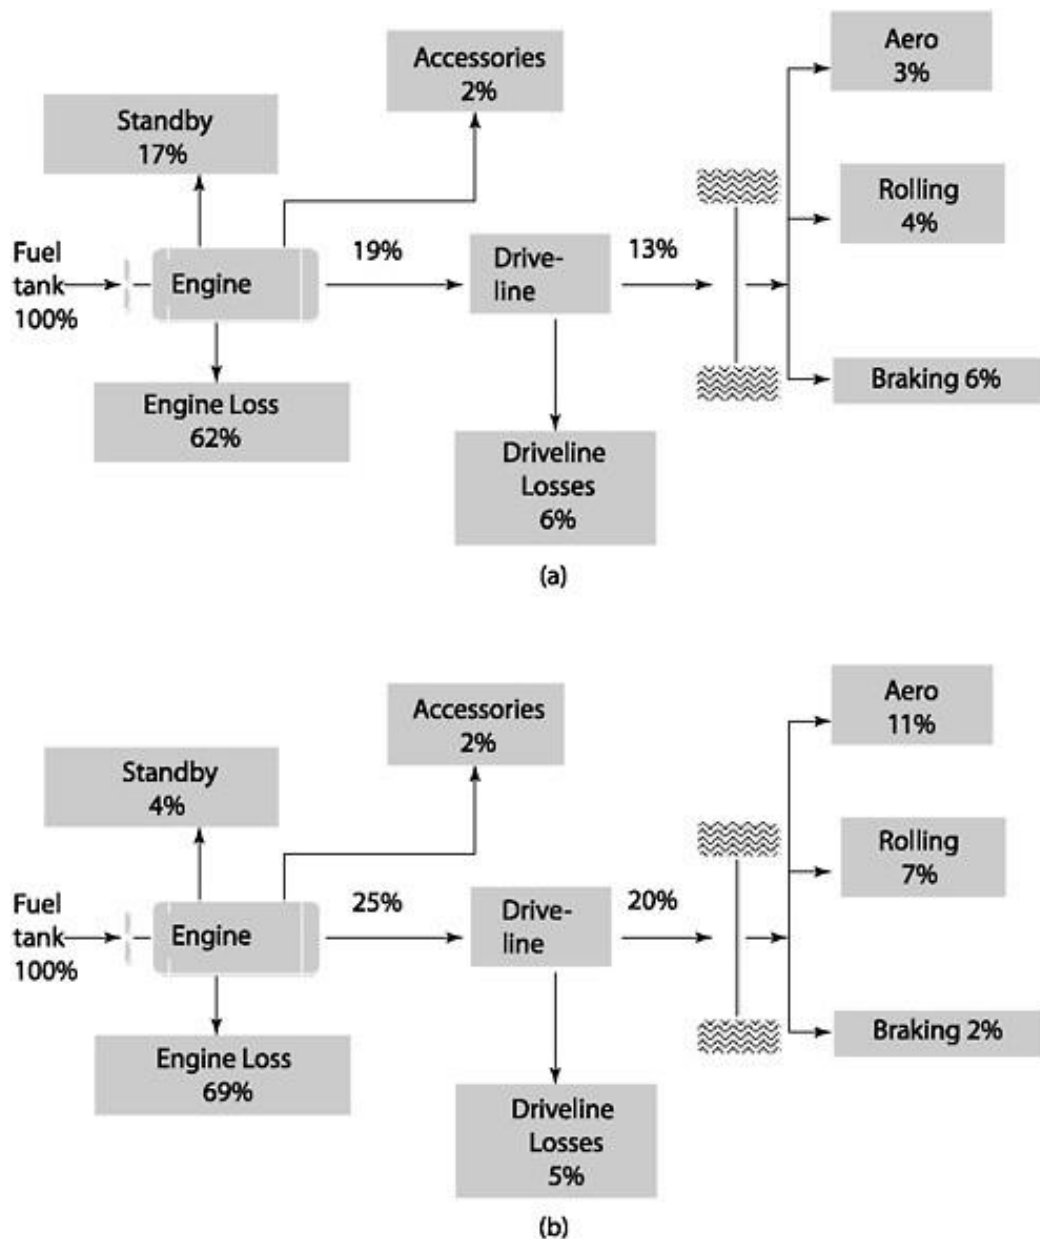 Aero
3%
Accessories
2%
Standby
17%
Rolling
4%
Fuel
tank
100%
Engine
19%
Drive-
line
13%
Braking 6%
Engine Loss
62%
Driveline
Losses
6%
(a)
Aero
11%
Accessories
2%
Standby
4%
Rolling
7%
Fuel
tank
100%
Engine
25%
Drive-
line
20%
Braking 2%
Engine Loss
69%
Driveline
Losses
5%
(b)